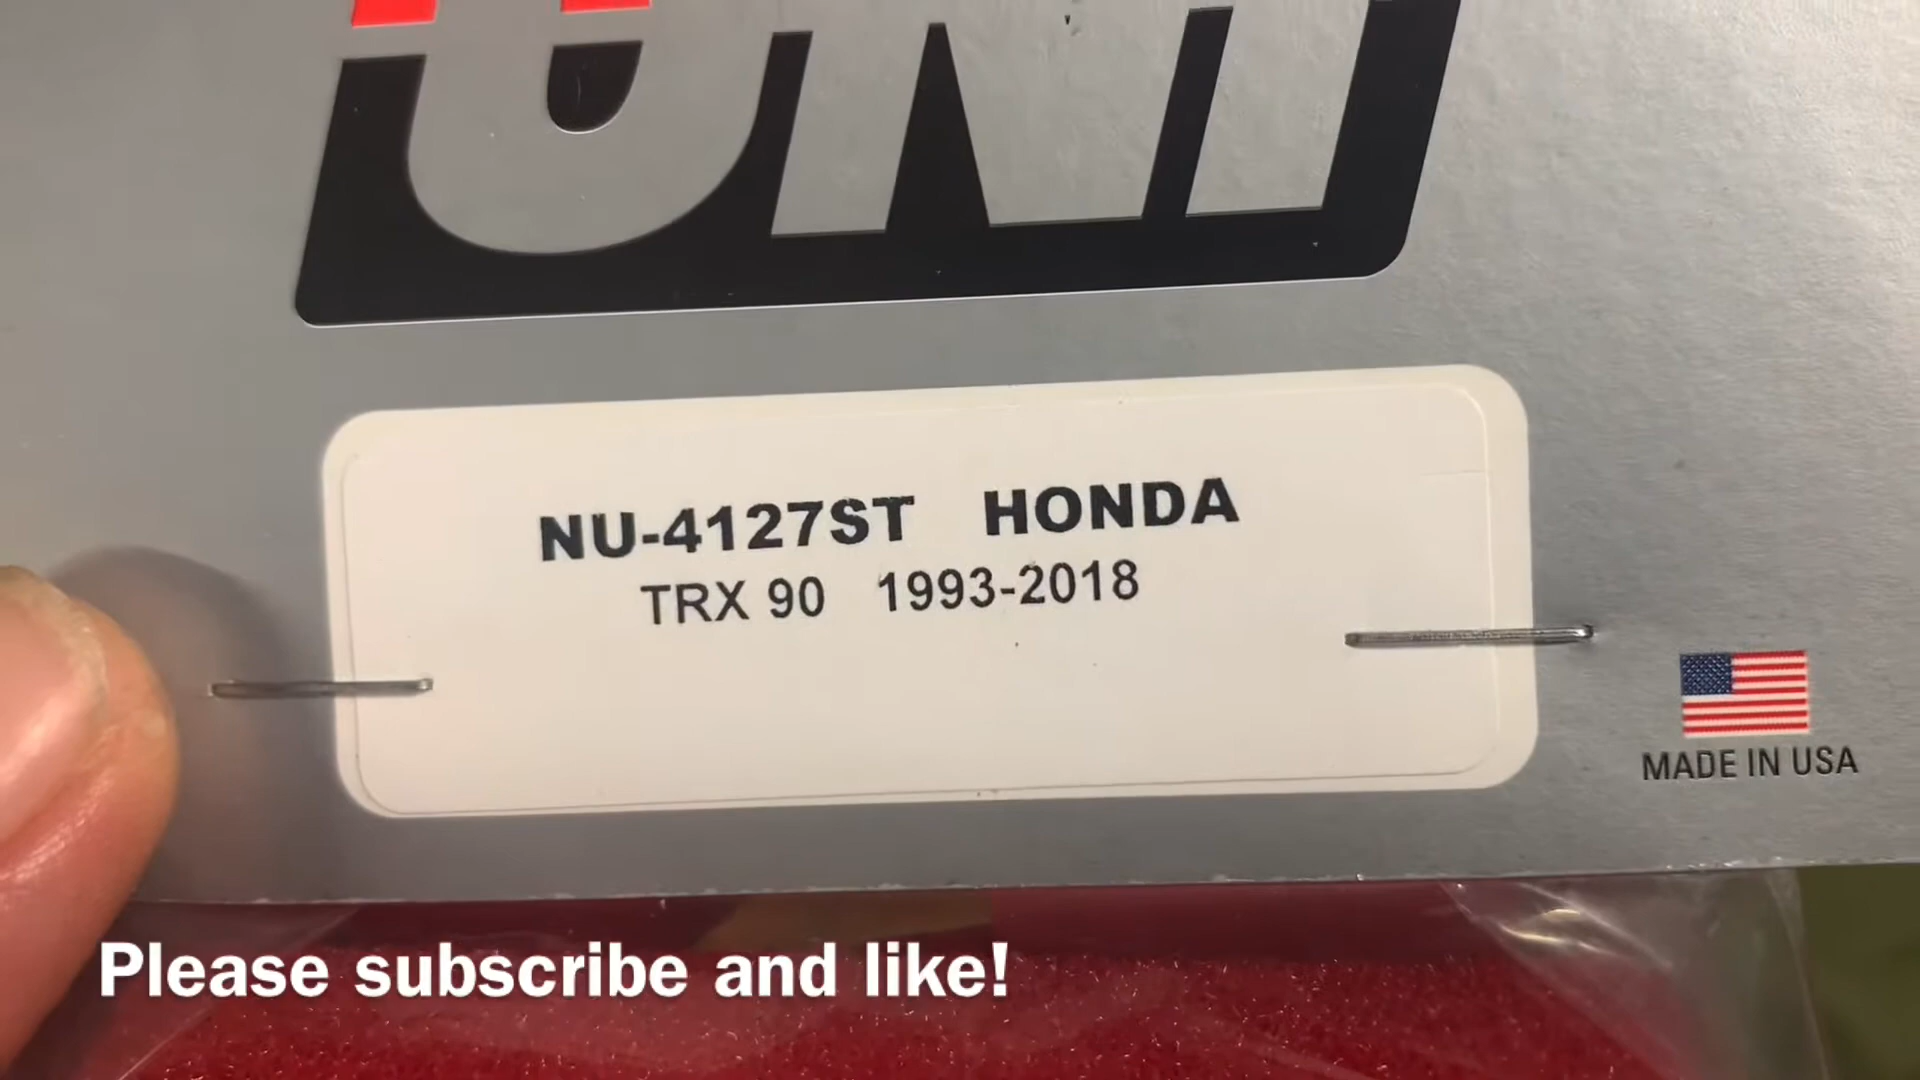 UNI
NU-4127ST HONDA
TRX 90 1993-2018
MADE IN USA
Please subscribe and like!